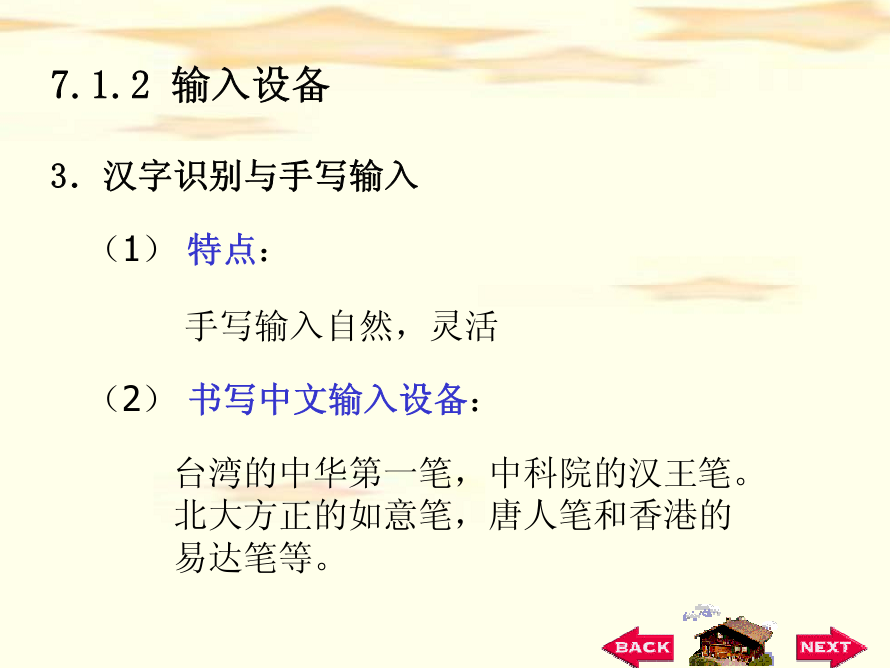 7.1.2 输入设备
3．汉字识别与手写输入
（1） 特点：
手写输入自然，灵活
（2） 书写中文输入设备：
台湾的中华第一笔，中科院的汉王笔。
北大方正的如意笔，唐人笔和香港的
易达笔等。
BACK
NEXT